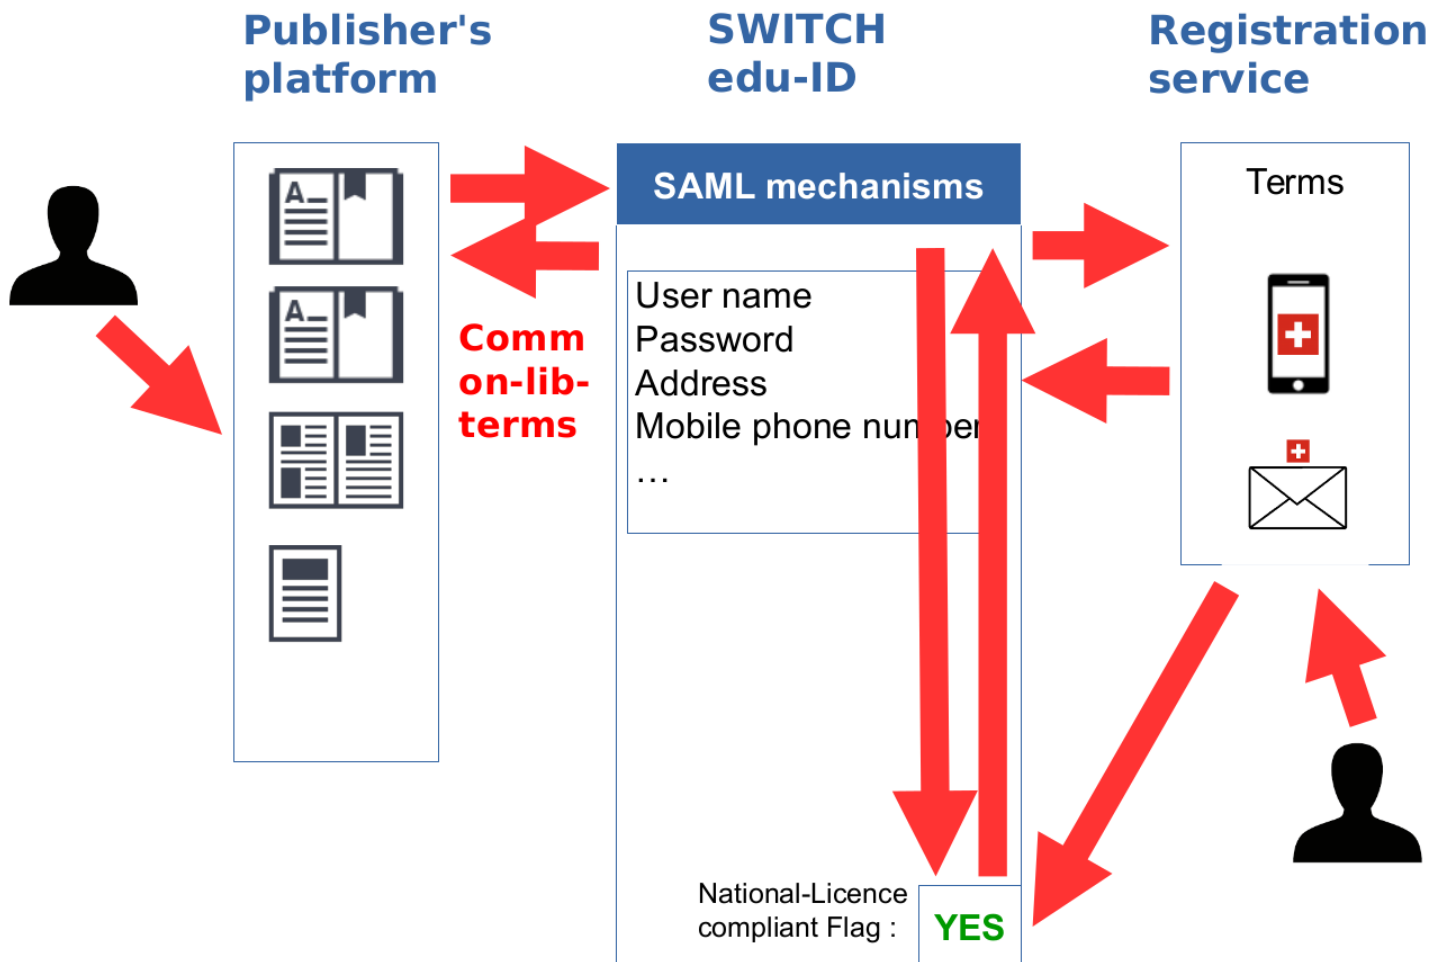 Publisher's
platform
SWITCH
edu-ID
Registration
service
SAML mechanisms
Terms
User name
Password
Address
Mobile phone number
…
Comm
on-lib-
terms
National-Licence
compliant Flag :
YES